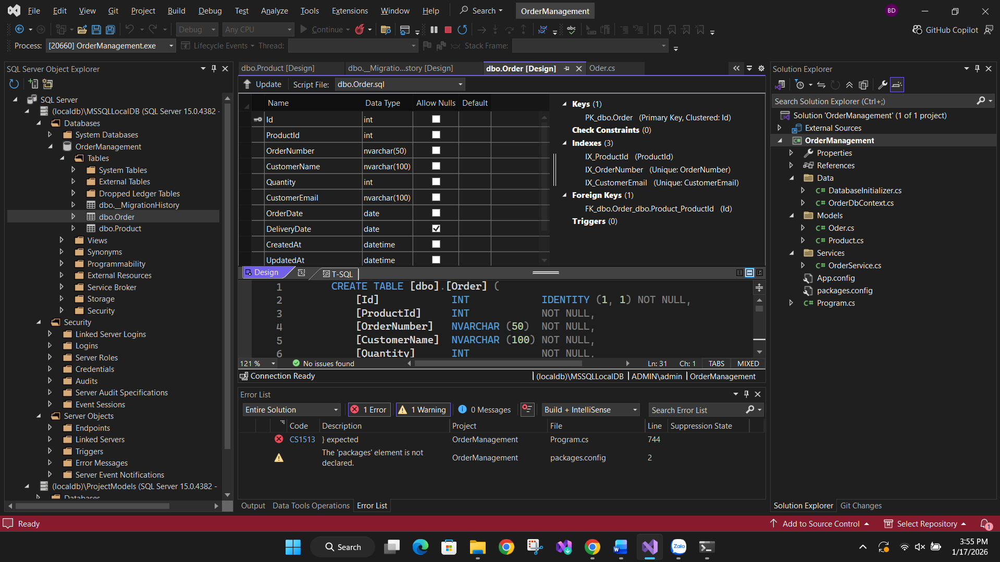 File Edit View Git Project Build Debug Test Analyze Tools Extensions Window Help Search OrderManagement BD
Debug Any CPU Continue abc GitHub Copilot
Process: [20660] OrderManagement.exe Lifecycle Events Thread: Stack Frame:
SQL Server Object Explorer
SQL Server
(localdb)\MSSQLLocalDB (SQL Server 15.0.4382 -
Databases
System Databases
OrderManagement
Tables
System Tables
External Tables
Dropped Ledger Tables
dbo.__MigrationHistory
dbo.Order
dbo.Product
Views
Synonyms
Programmability
External Resources
Service Broker
Storage
Security
Security
Linked Server Logins
Logins
Server Roles
Credentials
Audits
Server Audit Specifications
Event Sessions
Server Objects
Endpoints
Linked Servers
Triggers
Error Messages
Server Event Notifications
(localdb)\ProjectModels (SQL Server 15.0.4382 -
Databases
dbo.Product [Design] dbo.__Migratio...story [Design] dbo.Order [Design] Oder.cs
Update Script File: dbo.Order.sql
Name Data Type Allow Nulls Default
Id int
ProductId int
OrderNumber nvarchar(50)
CustomerName nvarchar(100)
Quantity int
CustomerEmail nvarchar(100)
OrderDate date
DeliveryDate date
CreatedAt datetime
UpdatedAt datetime
Keys (1)
PK_dbo.Order (Primary Key, Clustered: Id)
Check Constraints (0)
Indexes (3)
IX_ProductId (ProductId)
IX_OrderNumber (Unique: OrderNumber)
IX_CustomerEmail (Unique: CustomerEmail)
Foreign Keys (1)
FK_dbo.Order_dbo.Product_ProductId (Id)
Triggers (0)
Design T-SQL
1 CREATE TABLE [dbo].[Order] (
2 [Id] INT IDENTITY (1, 1) NOT NULL,
3 [ProductId] INT NOT NULL,
4 [OrderNumber] NVARCHAR (50) NOT NULL,
5 [CustomerName] NVARCHAR (100) NOT NULL,
6 [Quantity] INT NOT NULL,
121 % No issues found Ln: 31 Ch: 1 TABS MIXED
Connection Ready (localdb)\MSSQLLocalDB ADMIN\admin OrderManagement
Error List
Entire Solution 1 Error 1 Warning 0 Messages Build + IntelliSense Search Error List
Code Description Project File Line Suppression State
CS1513 } expected OrderManagement Program.cs 744
The 'packages' element is not declared. OrderManagement packages.config 2
Output Data Tools Operations Error List
Solution Explorer
Search Solution Explorer (Ctrl+;)
Solution 'OrderManagement' (1 of 1 project)
External Sources
OrderManagement
Properties
References
Data
DatabaseInitializer.cs
OrderDbContext.cs
Models
Oder.cs
Product.cs
Services
OrderService.cs
App.config
packages.config
Program.cs
Solution Explorer Git Changes
Ready Add to Source Control Select Repository 1
Search Zalo 3:55 PM
1/17/2026